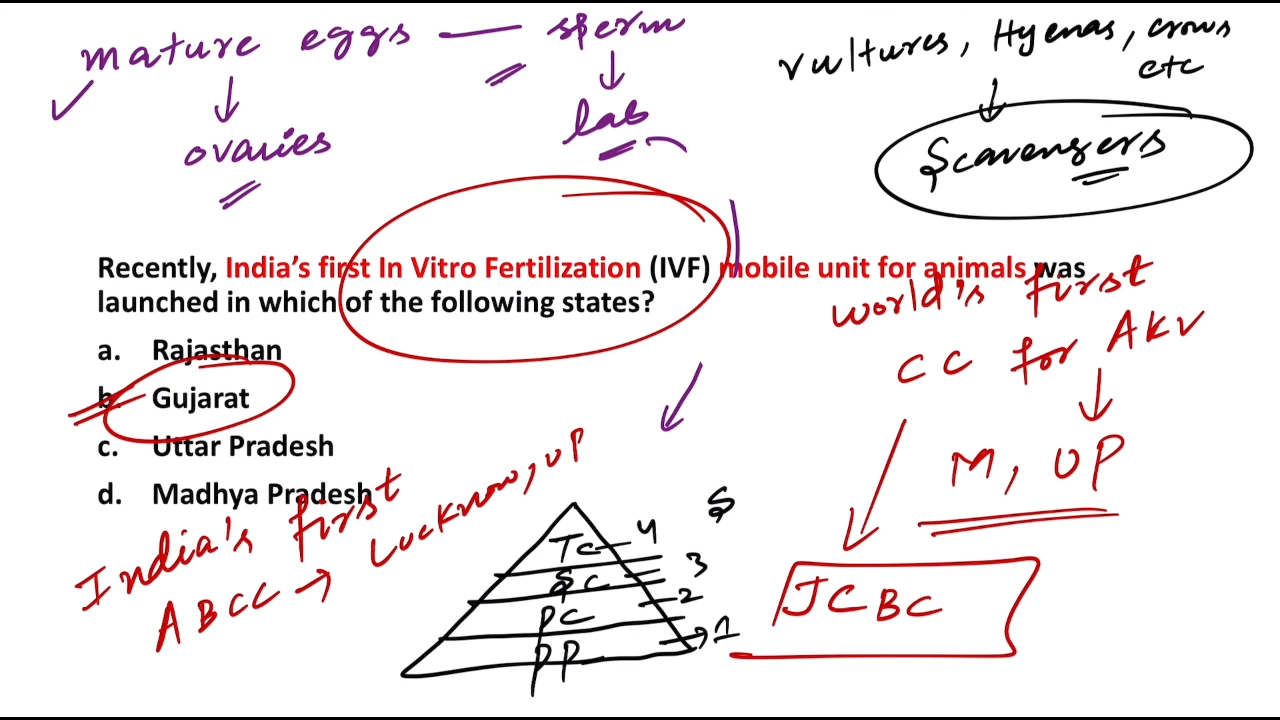 mature eggs — sperm
ovaries
lab
vultures, Hyenas, crows
etc
Scavengers
Recently, India's first In Vitro Fertilization (IVF) mobile unit for animals was
launched in which of the following states?
a. Rajasthan
b. Gujarat
c. Uttar Pradesh
d. Madhya Pradesh
world's first
CC for AKV
M, UP
JCBC
India's first
ABCC → Lucknow, UP
TC 4
SC 3
PC 2
PP 1
S